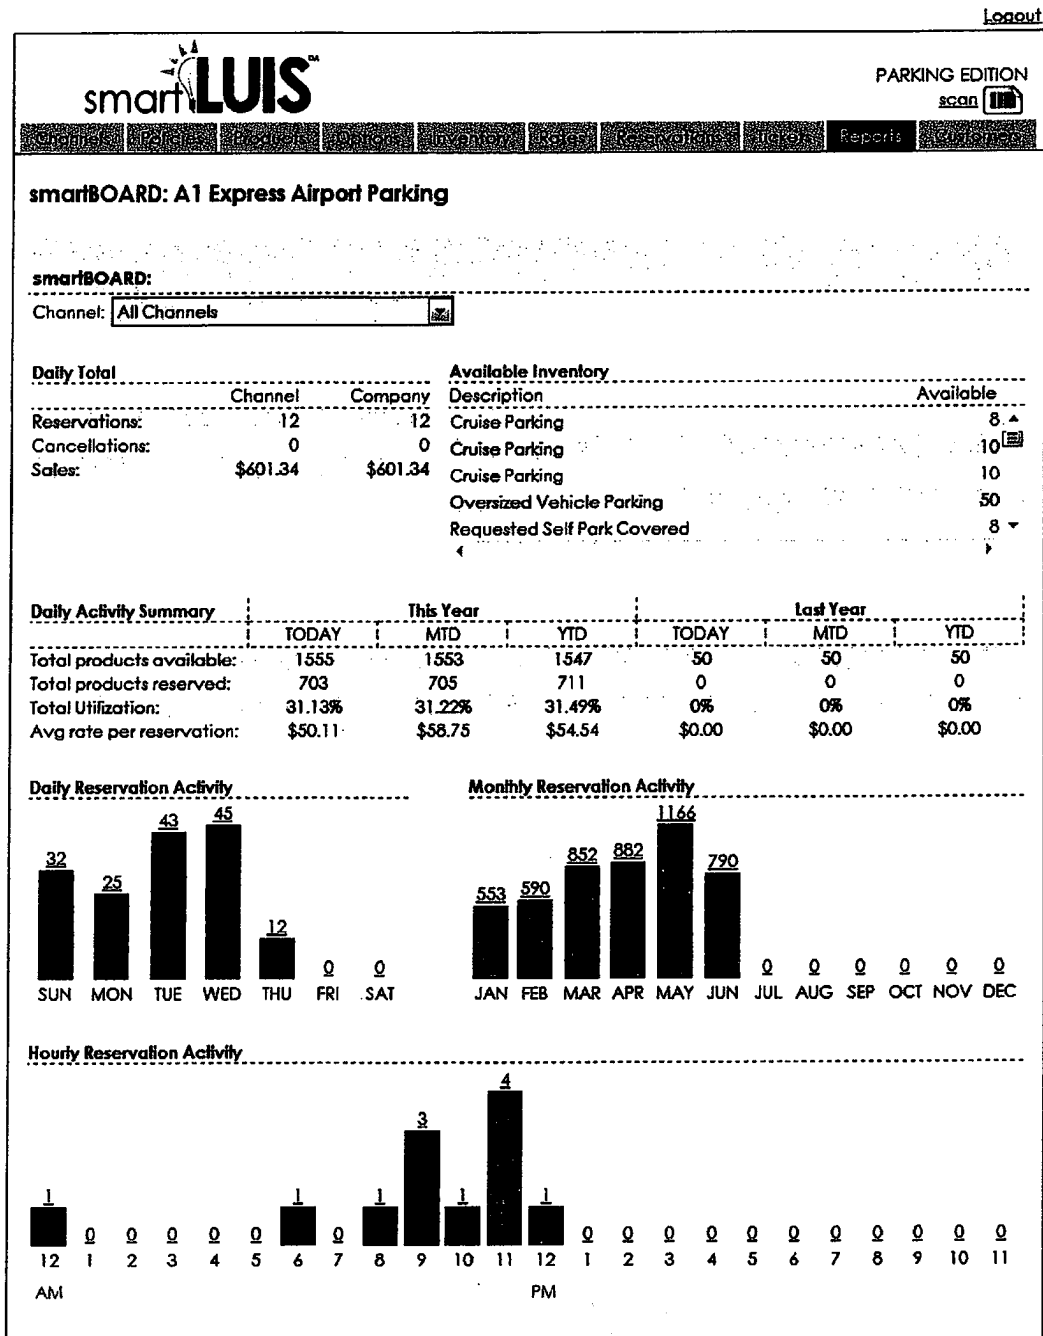 Logout
smartLUIS
PARKING EDITION
scan
Channels Policies Products Options Inventory Rates Reservations Tickets Reports Customers
smartBOARD: A1 Express Airport Parking
smartBOARD:
Channel: All Channels
Daily Total
Channel Company
Reservations: 12 12
Cancellations: 0 0
Sales: $601.34 $601.34
Available Inventory
Description Available
Cruise Parking 8
Cruise Parking 10
Cruise Parking 10
Oversized Vehicle Parking 50
Requested Self Park Covered 8
Daily Activity Summary This Year Last Year
TODAY MTD YTD TODAY MTD YTD
Total products available: 1555 1553 1547 50 50 50
Total products reserved: 703 705 711 0 0 0
Total Utilization: 31.13% 31.22% 31.49% 0% 0% 0%
Avg rate per reservation: $50.11 $58.75 $54.54 $0.00 $0.00 $0.00
Daily Reservation Activity
32 25 43 45 12 0 0
SUN MON TUE WED THU FRI SAT
Monthly Reservation Activity
553 590 852 882 1166 790 0 0 0 0 0 0
JAN FEB MAR APR MAY JUN JUL AUG SEP OCT NOV DEC
Hourly Reservation Activity
1 0 0 0 0 0 1 0 1 3 1 4 1 0 0 0 0 0 0 0 0 0 0 0
12 1 2 3 4 5 6 7 8 9 10 11 12 1 2 3 4 5 6 7 8 9 10 11
AM PM